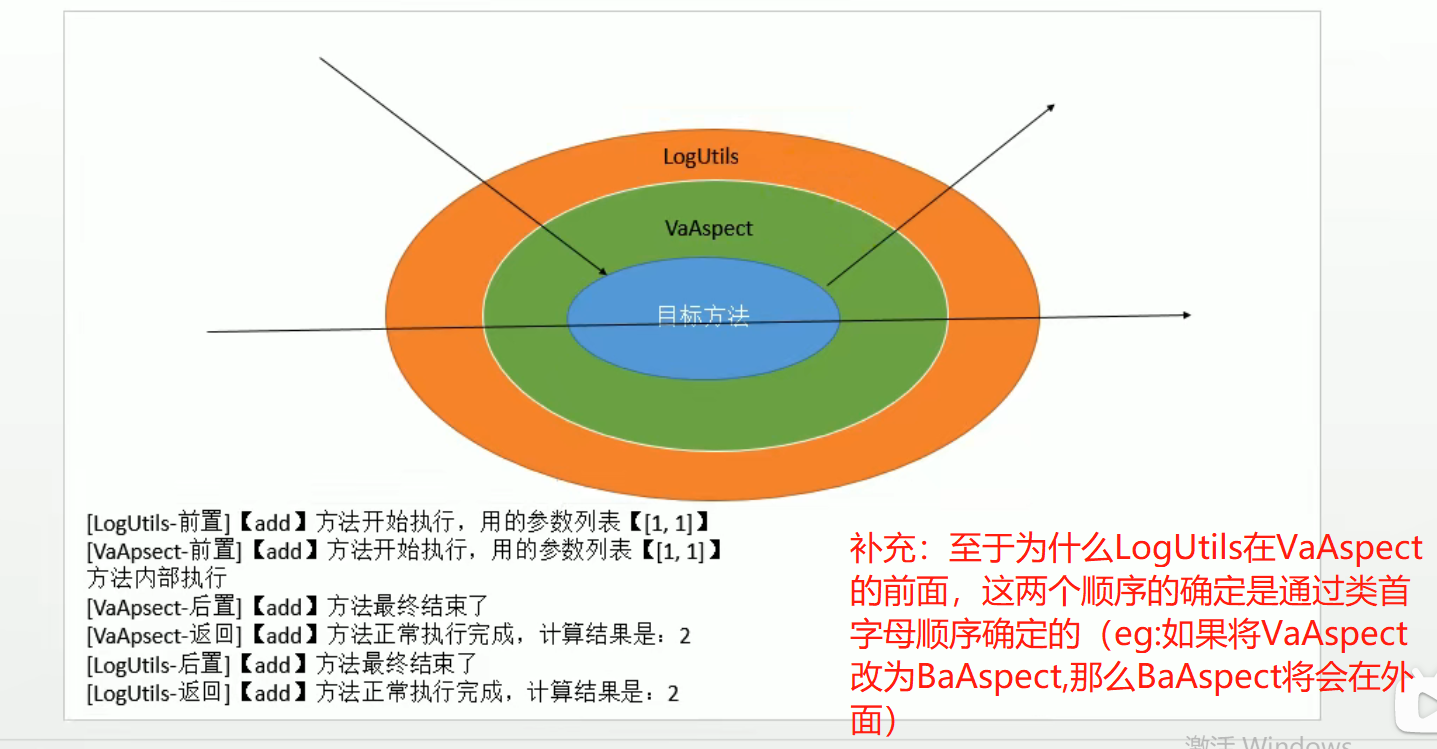 LogUtils
VaAspect
目标方法
[LogUtils-前置]【add】方法开始执行，用的参数列表【[1, 1]】
[VaApsect-前置]【add】方法开始执行，用的参数列表【[1, 1]】
方法内部执行
[VaApsect-后置]【add】方法最终结束了
[VaApsect-返回]【add】方法正常执行完成，计算结果是：2
[LogUtils-后置]【add】方法最终结束了
[LogUtils-返回]【add】方法正常执行完成，计算结果是：2
补充：至于为什么LogUtils在VaAspect
的前面，这两个顺序的确定是通过类首
字母顺序确定的（eg:如果将VaAspect
改为BaAspect,那么BaAspect将会在外
面）
激活 Windows